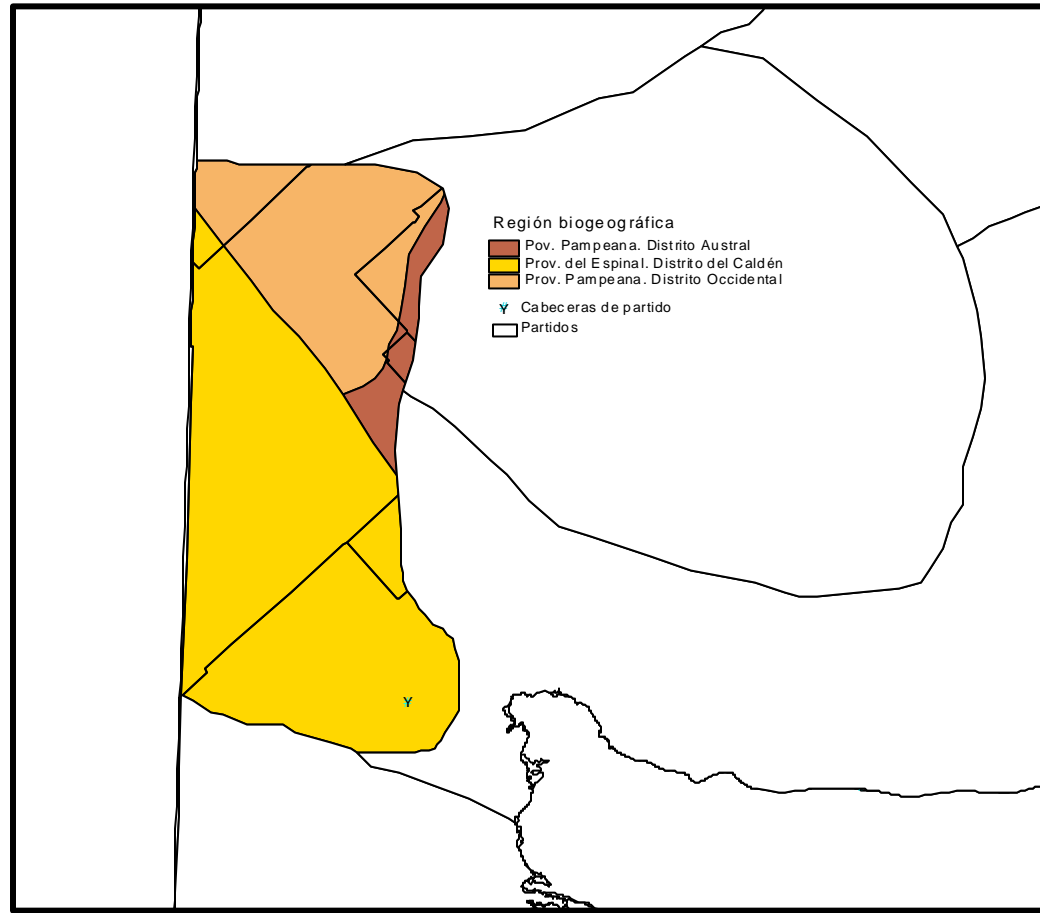 Región biogeográfica
Pov. Pampeana. Distrito Austral
Prov. del Espinal. Distrito del Caldén
Prov. Pampeana. Distrito Occidental
Y Cabeceras de partido
Partidos
Y